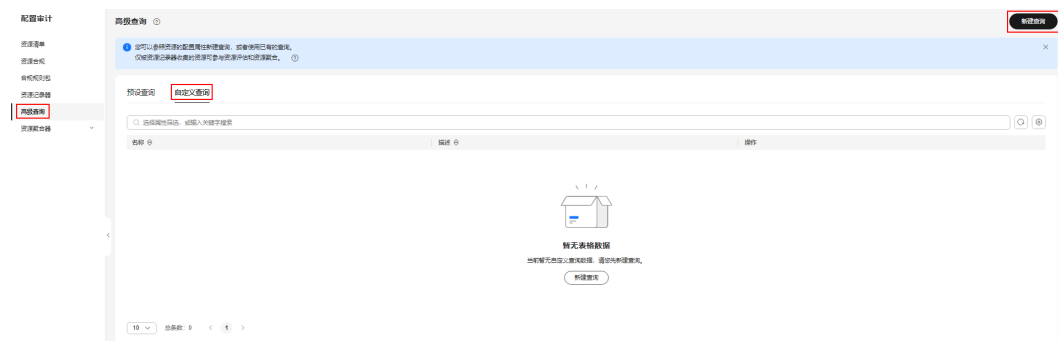 配置审计
高级查询
新建查询
资源清单
资源合规
合规规则包
资源记录器
高级查询
资源聚合器
您可以参照资源的配置属性新建查询，或者使用已有的查询。
仅被资源记录器收集的资源可参与资源评估和资源聚合。
预设查询
自定义查询
选择属性筛选，或输入关键字搜索
名称
描述
操作
暂无表格数据
当前暂无自定义查询数据，请您先新建查询。
新建查询
10
总条数: 0
1